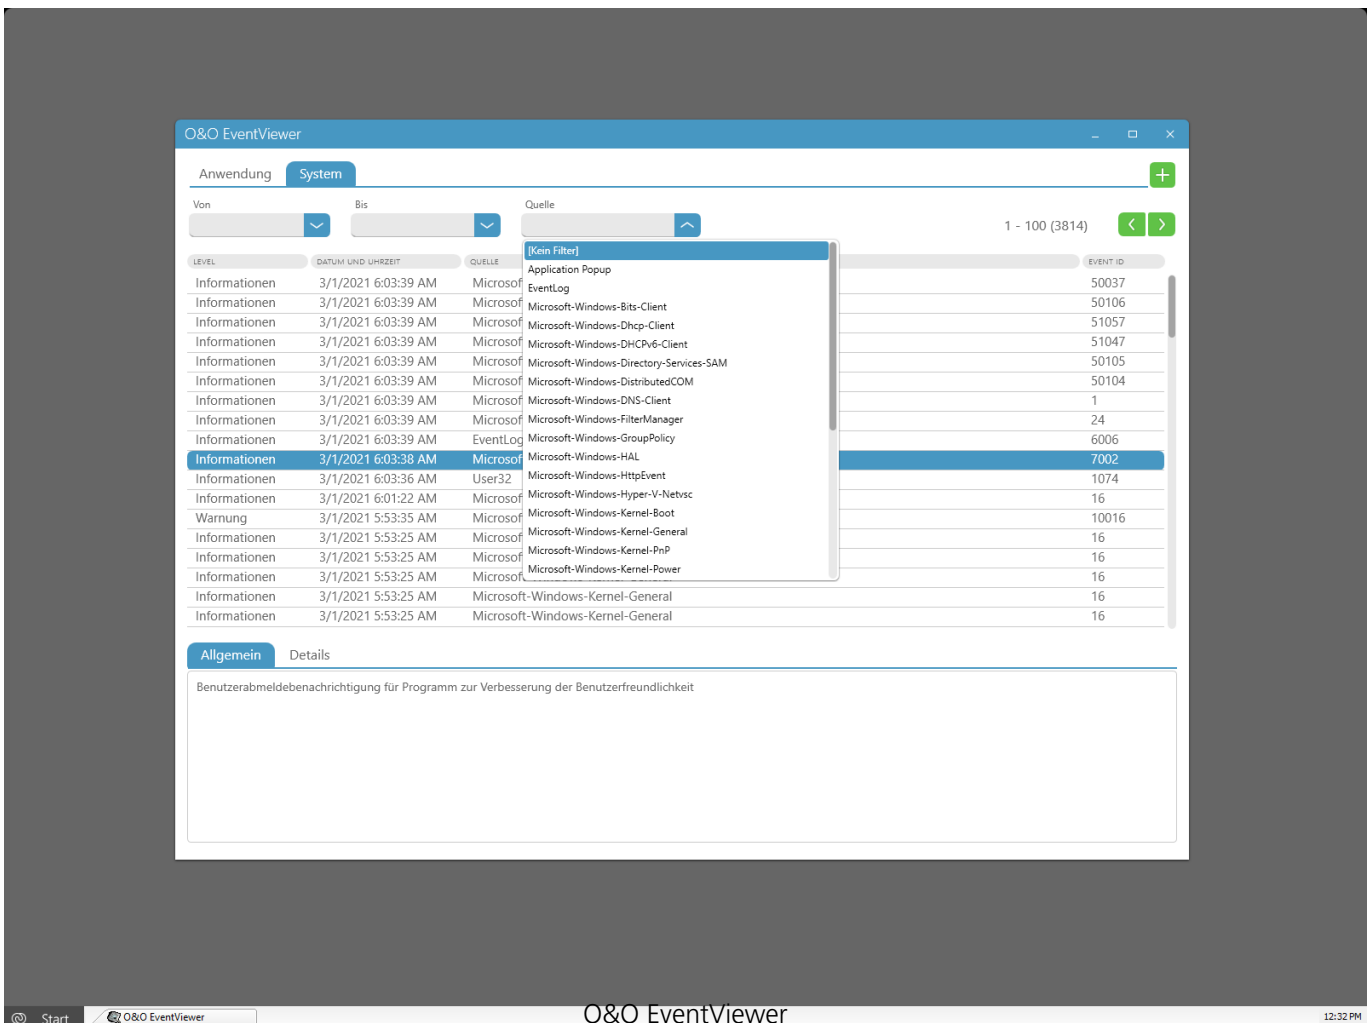 O&O EventViewer
Anwendung System
Von Bis Quelle
1 - 100 (3814)
[Kein Filter]
Application Popup
EventLog
Microsoft-Windows-Bits-Client
Microsoft-Windows-Dhcp-Client
Microsoft-Windows-DHCPv6-Client
Microsoft-Windows-Directory-Services-SAM
Microsoft-Windows-DistributedCOM
Microsoft-Windows-DNS-Client
Microsoft-Windows-FilterManager
Microsoft-Windows-GroupPolicy
Microsoft-Windows-HAL
Microsoft-Windows-HttpEvent
Microsoft-Windows-Hyper-V-Netvsc
Microsoft-Windows-Kernel-Boot
Microsoft-Windows-Kernel-General
Microsoft-Windows-Kernel-PnP
Microsoft-Windows-Kernel-Power
LEVEL DATUM UND UHRZEIT QUELLE EVENT ID
Informationen 3/1/2021 6:03:39 AM Microsof 50037
Informationen 3/1/2021 6:03:39 AM Microsof 50106
Informationen 3/1/2021 6:03:39 AM Microsof 51057
Informationen 3/1/2021 6:03:39 AM Microsof 51047
Informationen 3/1/2021 6:03:39 AM Microsof 50105
Informationen 3/1/2021 6:03:39 AM Microsof 50104
Informationen 3/1/2021 6:03:39 AM Microsof 1
Informationen 3/1/2021 6:03:39 AM Microsof 24
Informationen 3/1/2021 6:03:39 AM EventLog 6006
Informationen 3/1/2021 6:03:38 AM Microsof 7002
Informationen 3/1/2021 6:03:36 AM User32 1074
Informationen 3/1/2021 6:01:22 AM Microsof 16
Warnung 3/1/2021 5:53:35 AM Microsof 10016
Informationen 3/1/2021 5:53:25 AM Microsof 16
Informationen 3/1/2021 5:53:25 AM Microsof 16
Informationen 3/1/2021 5:53:25 AM Microsoft-Windows-Kernel-General 16
Informationen 3/1/2021 5:53:25 AM Microsoft-Windows-Kernel-General 16
Informationen 3/1/2021 5:53:25 AM Microsoft-Windows-Kernel-General 16
Allgemein Details
Benutzerabmeldebenachrichtigung für Programm zur Verbesserung der Benutzerfreundlichkeit
Start O&O EventViewer O&O EventViewer 12:32 PM